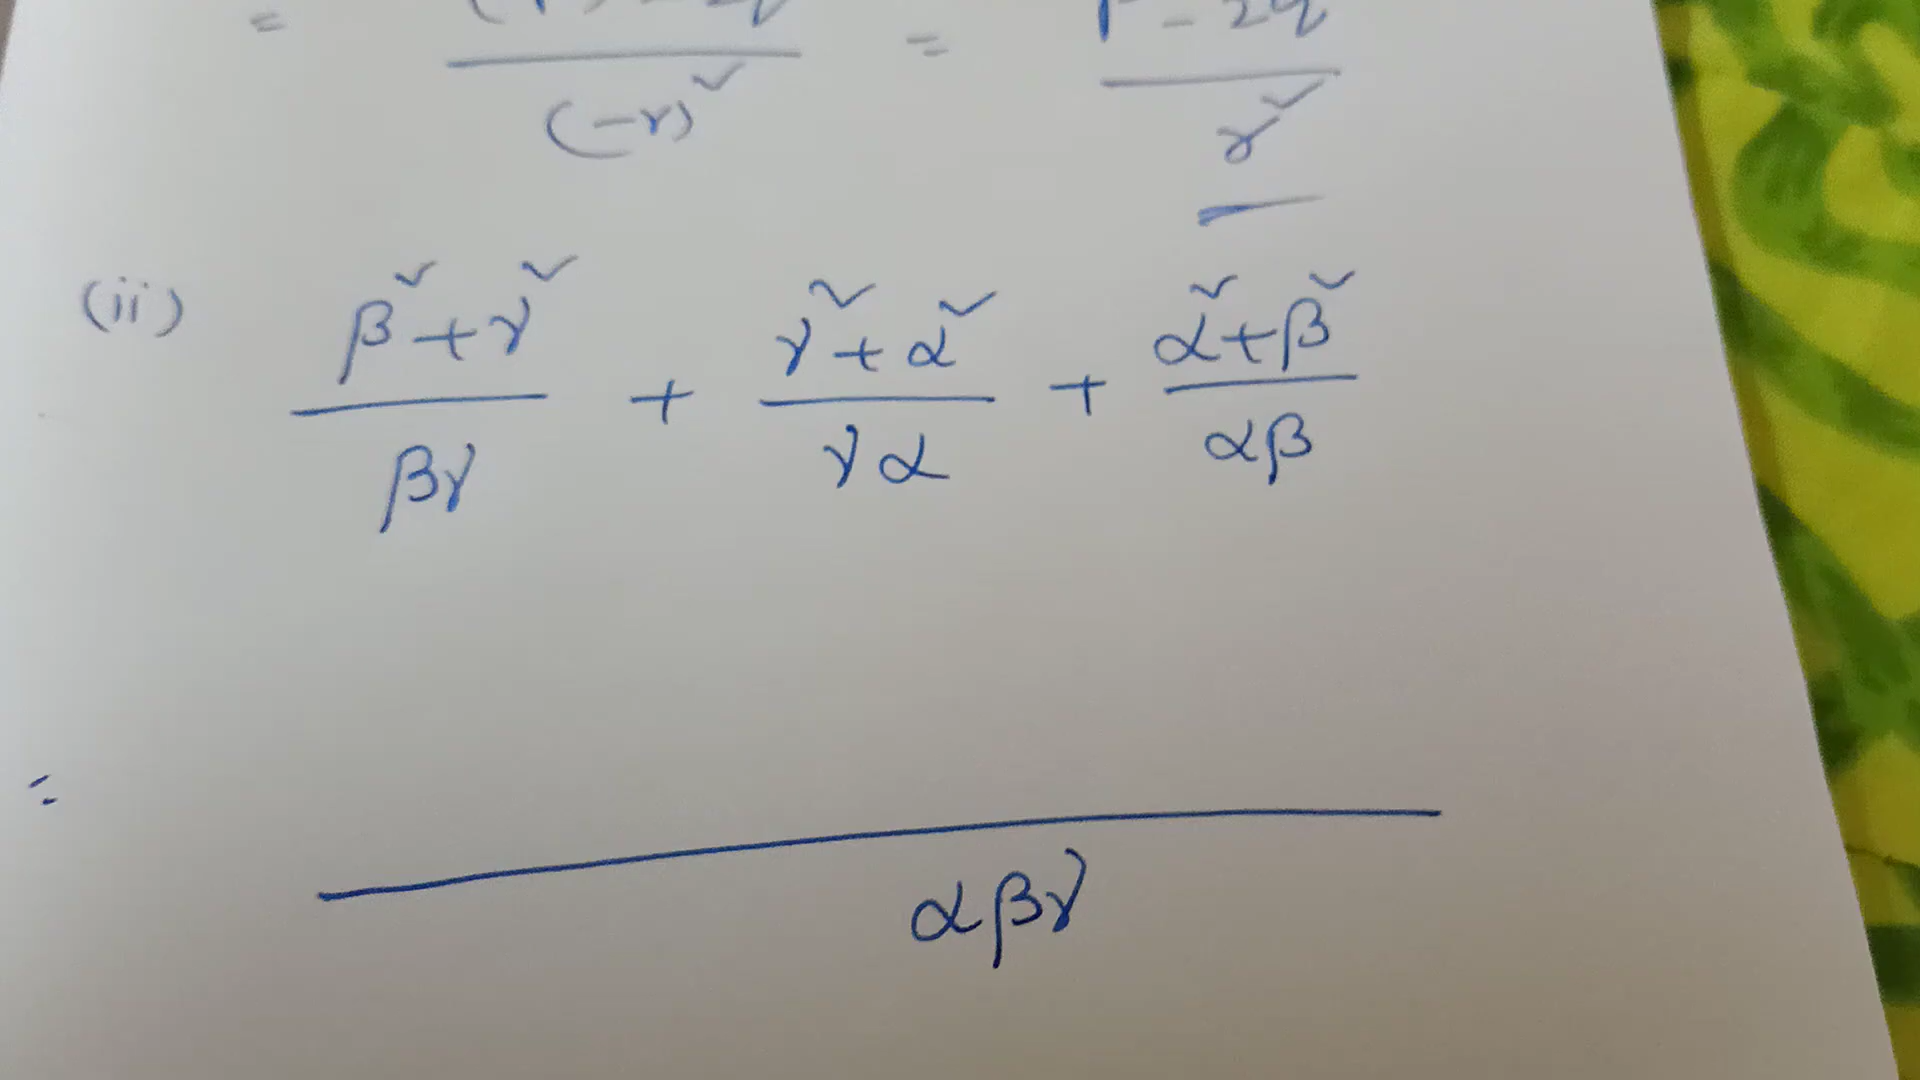 = / (-r)² = / r²
(ii) (β² + γ²)/(βγ) + (γ² + α²)/(γα) + (α² + β²)/(αβ)
= / αβγ